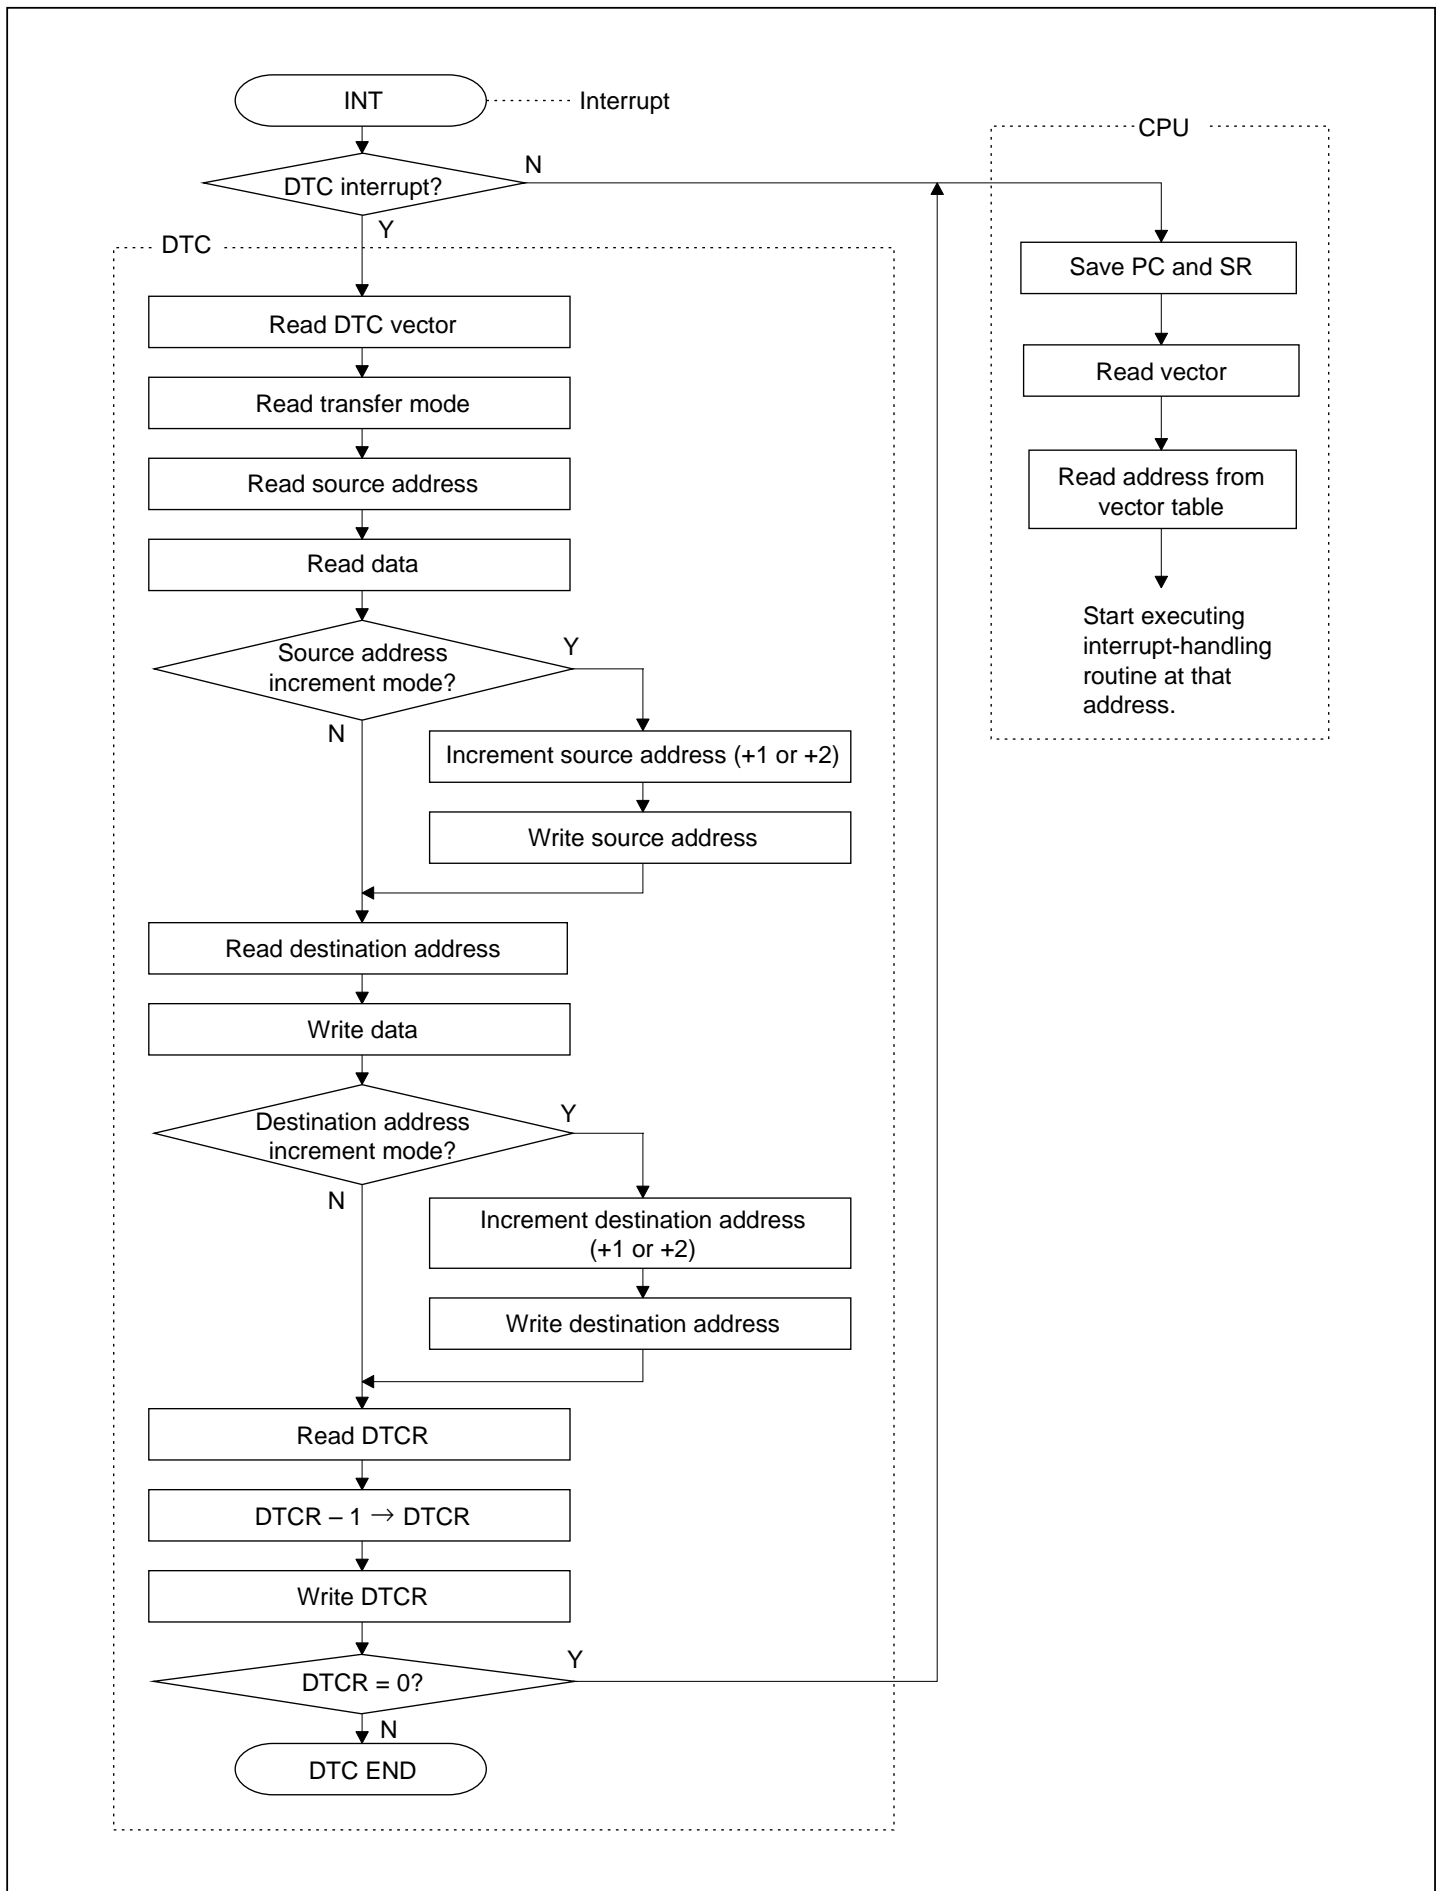 INT
Interrupt
DTC interrupt?
N
Y
DTC
Read DTC vector
Read transfer mode
Read source address
Read data
Source address
increment mode?
Y
N
Increment source address (+1 or +2)
Write source address
Read destination address
Write data
Destination address
increment mode?
Y
N
Increment destination address
(+1 or +2)
Write destination address
Read DTCR
DTCR – 1 → DTCR
Write DTCR
DTCR = 0?
Y
N
DTC END
CPU
Save PC and SR
Read vector
Read address from
vector table
Start executing
interrupt-handling
routine at that
address.